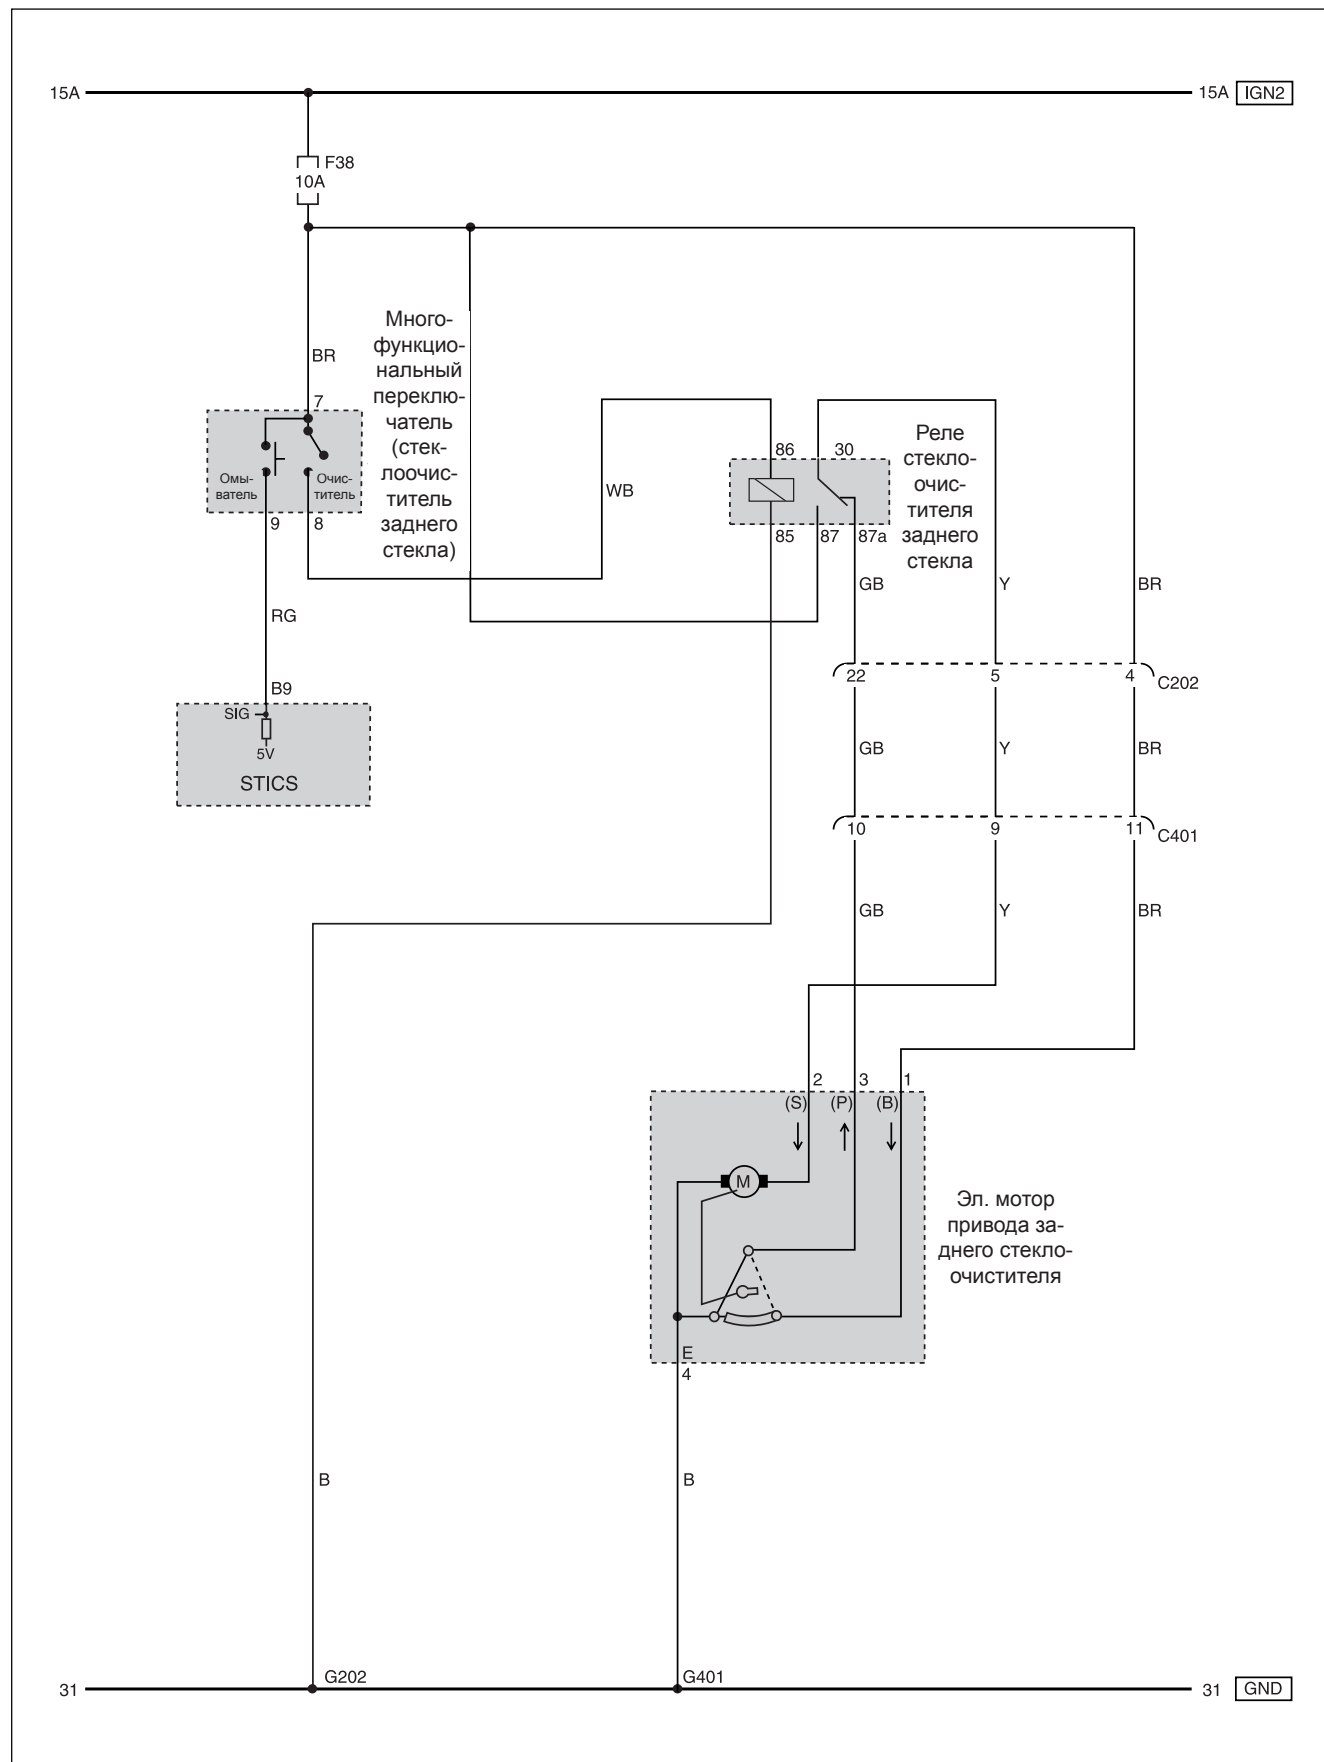 15A
15A IGN2
F38
10A
Много-
функцио-
нальный
переклю-
чатель
(стек-
лоочис-
титель
заднего
стекла)
BR
7
Омы-
ватель
Очис-
титель
9
8
WB
86
30
Реле
стекло-
очис-
тителя
заднего
стекла
85
87
87a
GB
Y
BR
RG
B9
SIG
5V
STICS
22
5
4
C202
GB
Y
BR
10
9
11
C401
GB
Y
BR
2
3
1
(S)
(P)
(B)
M
Эл. мотор
привода за-
днего стекло-
очистителя
E
4
B
B
G202
G401
31
31 GND